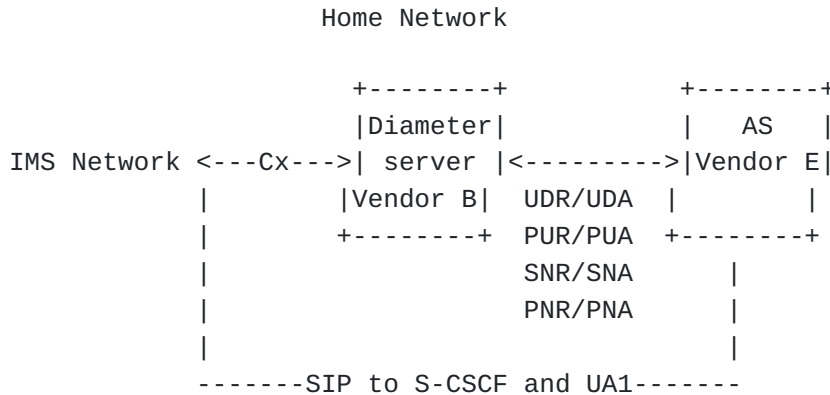 Home Network
+--------+ +--------+
|Diameter| | AS |
IMS Network <---Cx--->| server |<--------->|Vendor E|
| |Vendor B| UDR/UDA | |
| +--------+ PUR/PUA +--------+
| SNR/SNA |
| PNR/PNA |
| |
-------SIP to S-CSCF and UA1-------